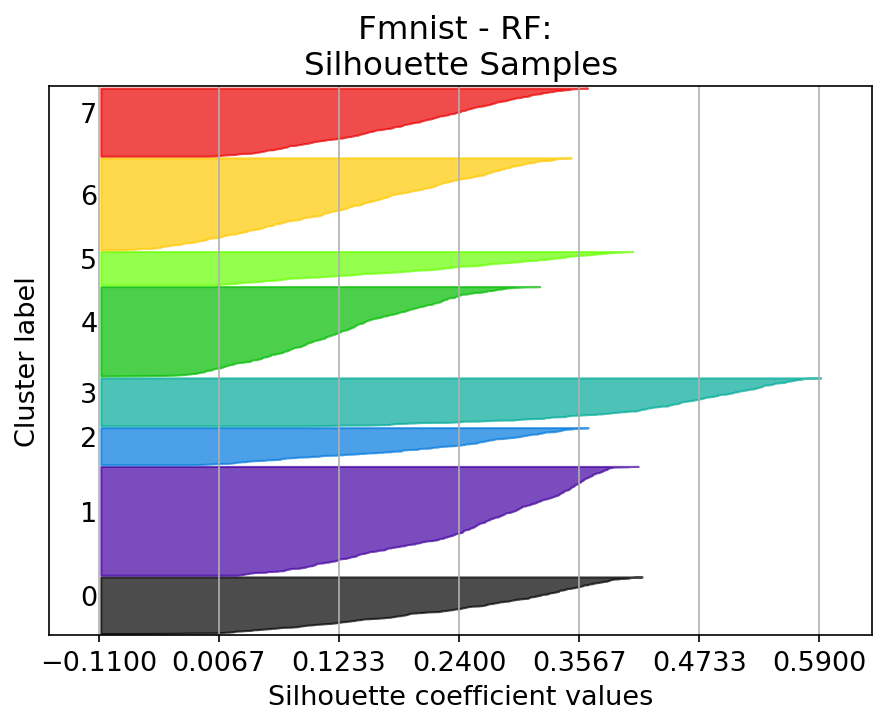 Fmnist - RF:
Silhouette Samples
7
6
5
4
3
2
1
0
Cluster label
−0.1100 0.0067 0.1233 0.2400 0.3567 0.4733 0.5900
Silhouette coefficient values